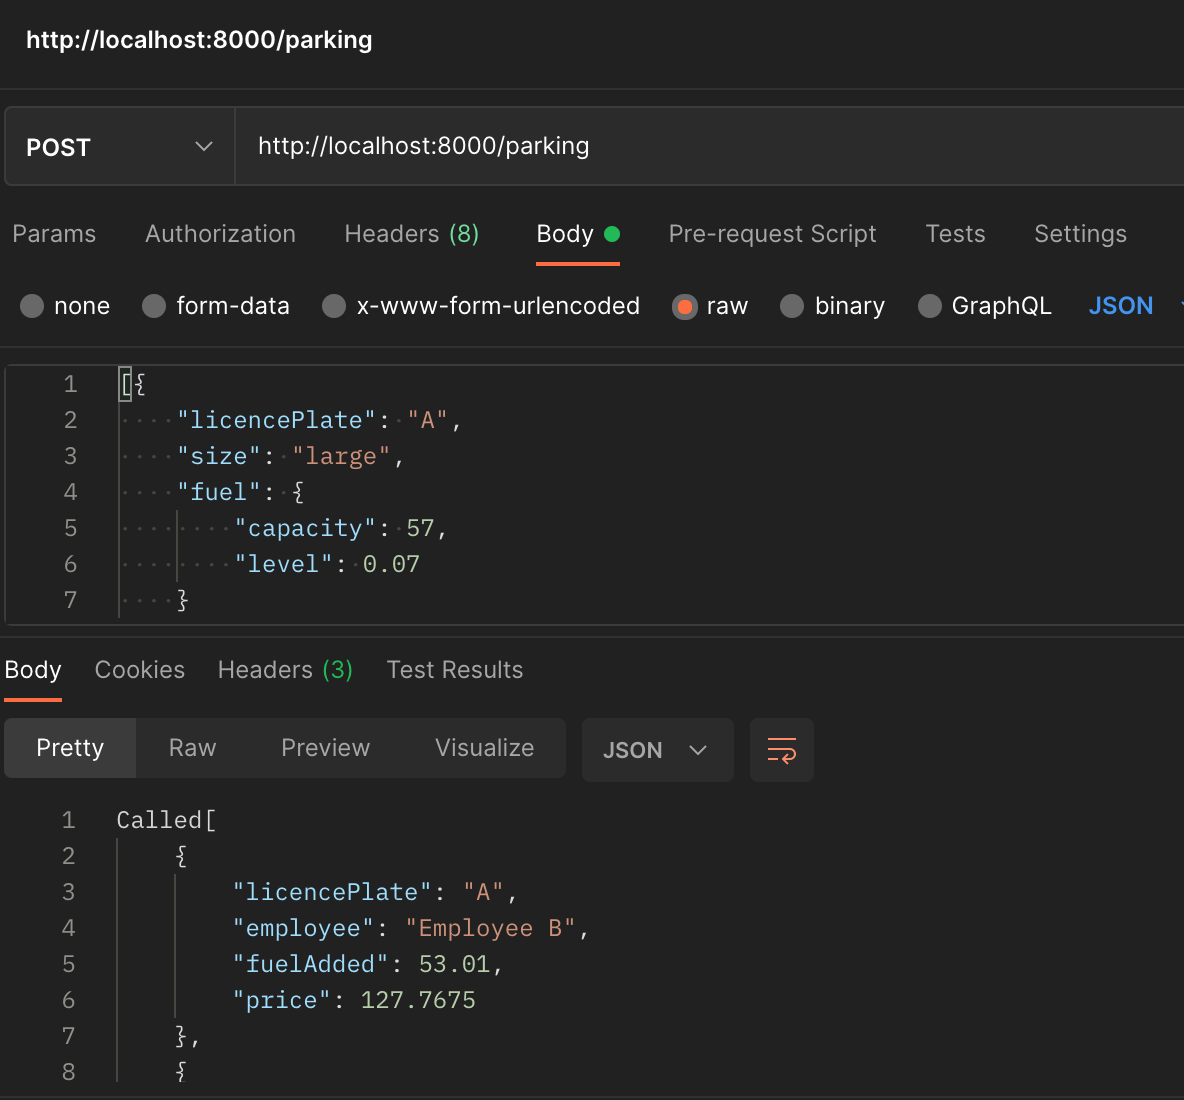 http://localhost:8000/parking
POST http://localhost:8000/parking
Params Authorization Headers (8) Body Pre-request Script Tests Settings
none form-data x-www-form-urlencoded raw binary GraphQL JSON
1 [{
2 "licencePlate": "A",
3 "size": "large",
4 "fuel": {
5 "capacity": 57,
6 "level": 0.07
7 }
Body Cookies Headers (3) Test Results
Pretty Raw Preview Visualize JSON
1 Called[
2 {
3 "licencePlate": "A",
4 "employee": "Employee B",
5 "fuelAdded": 53.01,
6 "price": 127.7675
7 },
8 {